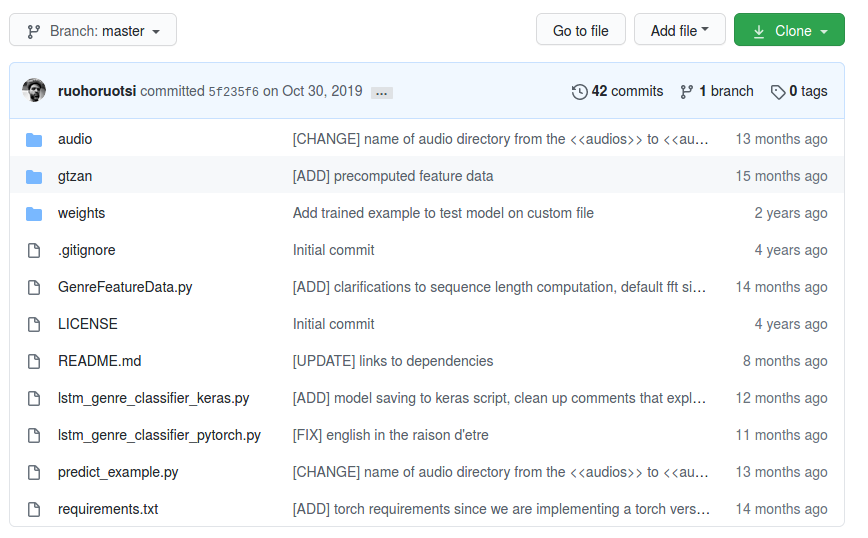 Branch: master Go to file Add file Clone
ruohoruotsi committed 5f235f6 on Oct 30, 2019 ... 42 commits 1 branch 0 tags
audio [CHANGE] name of audio directory from the <<audios>> to <<au… 13 months ago
gtzan [ADD] precomputed feature data 15 months ago
weights Add trained example to test model on custom file 2 years ago
.gitignore Initial commit 4 years ago
GenreFeatureData.py [ADD] clarifications to sequence length computation, default fft si… 14 months ago
LICENSE Initial commit 4 years ago
README.md [UPDATE] links to dependencies 8 months ago
lstm_genre_classifier_keras.py [ADD] model saving to keras script, clean up comments that expl… 12 months ago
lstm_genre_classifier_pytorch.py [FIX] english in the raison d'etre 11 months ago
predict_example.py [CHANGE] name of audio directory from the <<audios>> to <<au… 13 months ago
requirements.txt [ADD] torch requirements since we are implementing a torch vers… 14 months ago